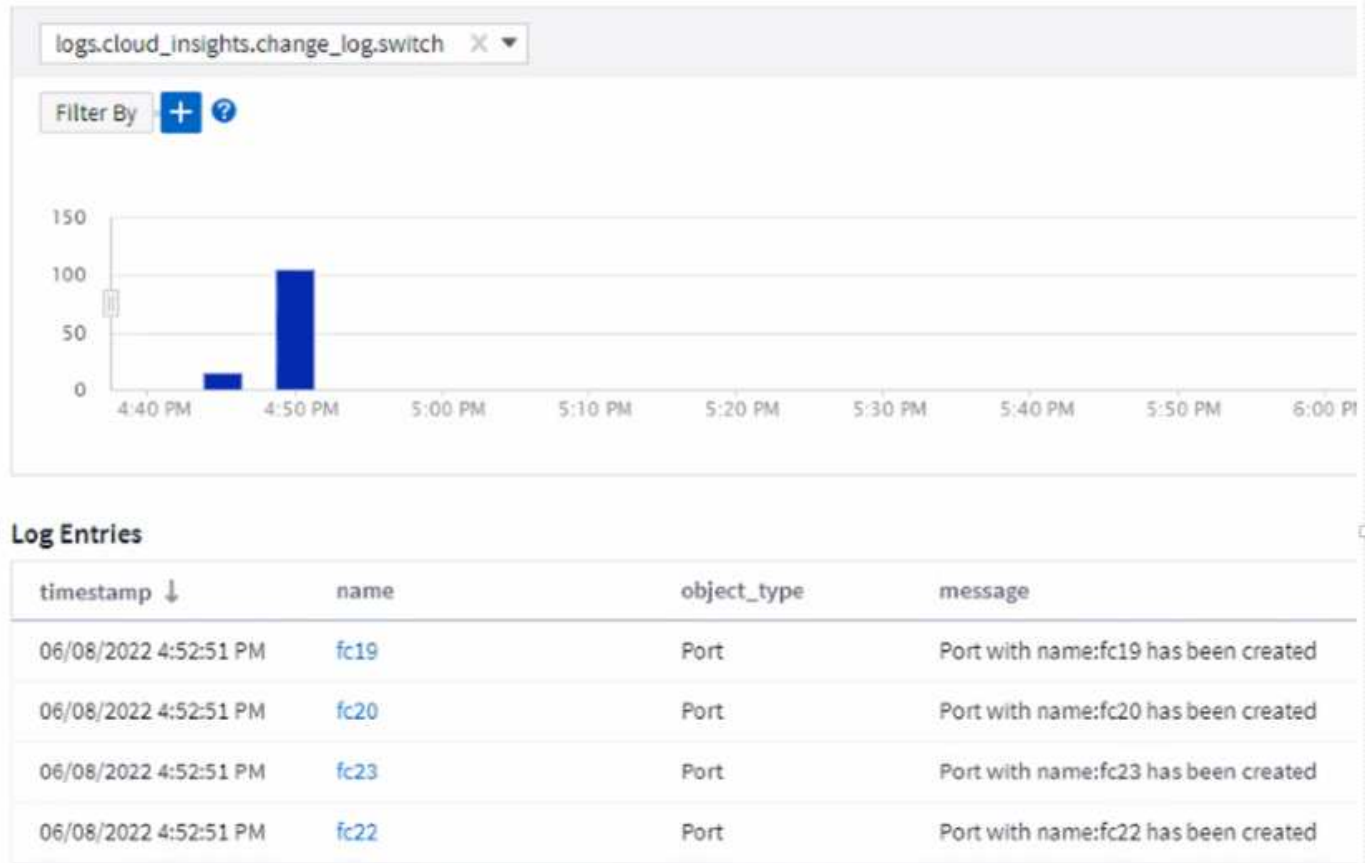 logs.cloud_insights.change_log.switch
Filter By + ?
150
100
50
0
4:40 PM 4:50 PM 5:00 PM 5:10 PM 5:20 PM 5:30 PM 5:40 PM 5:50 PM 6:00
Log Entries
timestamp ↓ name object_type message
06/08/2022 4:52:51 PM fc19 Port Port with name:fc19 has been created
06/08/2022 4:52:51 PM fc20 Port Port with name:fc20 has been created
06/08/2022 4:52:51 PM fc23 Port Port with name:fc23 has been created
06/08/2022 4:52:51 PM fc22 Port Port with name:fc22 has been created